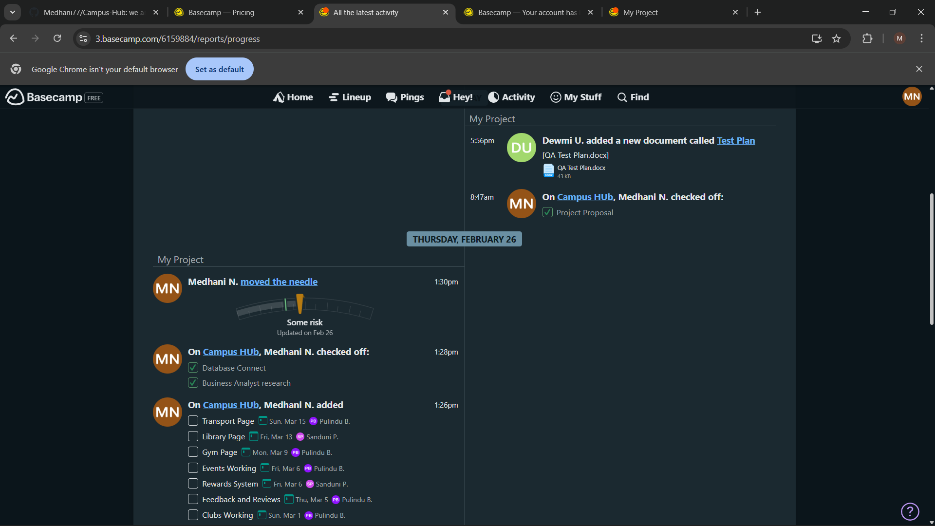 Medhani77/Campus-Hub: we a
Basecamp — Pricing
All the latest activity
Basecamp — Your account has
My Project
3.basecamp.com/6159884/reports/progress
M
Google Chrome isn't your default browser
Set as default
Basecamp FREE
Home
Lineup
Pings
Hey!
Activity
My Stuff
Find
MN
My Project
5:56pm
DU
Dewmi U. added a new document called Test Plan
[QA Test Plan.docx]
QA Test Plan.docx
8:47am
MN
On Campus HUb, Medhani N. checked off:
Project Proposal
THURSDAY, FEBRUARY 26
My Project
MN
Medhani N. moved the needle
1:30pm
Some risk
Updated on Feb 26
MN
On Campus HUb, Medhani N. checked off:
1:28pm
Database Connect
Business Analyst research
MN
On Campus HUb, Medhani N. added
1:26pm
Transport Page Sun, Mar 15 PB Pulindu B.
Library Page Fri, Mar 13 SP Sanduni P.
Gym Page Mon, Mar 9 PB Pulindu B.
Events Working Fri, Mar 6 PB Pulindu B.
Rewards System Fri, Mar 6 SP Sanduni P.
Feedback and Reviews Thu, Mar 5 PB Pulindu B.
Clubs Working Sun, Mar 1 PB Pulindu B.
?